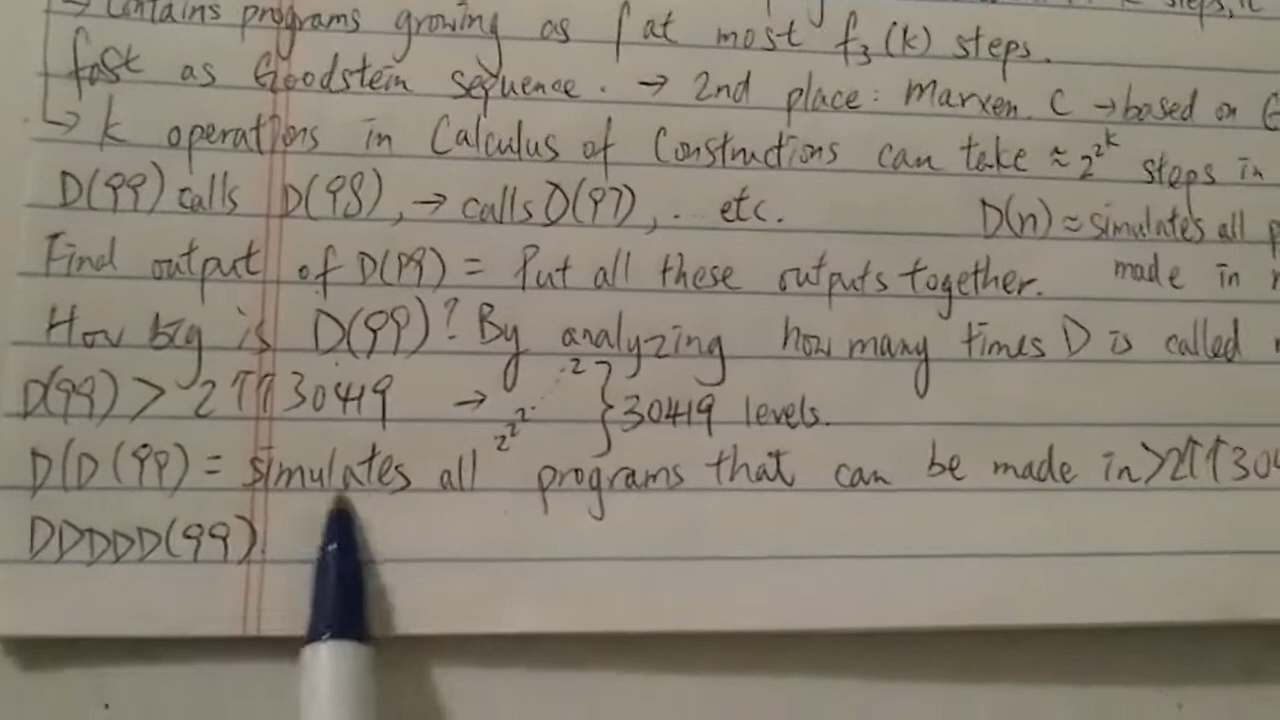 → Contains programs growing as f at most f₃(k) steps.
fast as Goodstein sequence. → 2nd place: Marxen.C → based on G
↳ k operations in Calculus of Constructions can take ≈ 2^2^k steps in
D(99) calls D(98), → calls D(97), ... etc. D(n) = simulates all p
Find output of D(99) = Put all these outputs together. made in
How big is D(99)? By analyzing how many times D is called
D(99) > 2↑↑30419 → 2^2^2^⋰^2 } 30419 levels.
D(D(99) = simulates all programs that can be made in >2↑↑304
DDDDD(99)